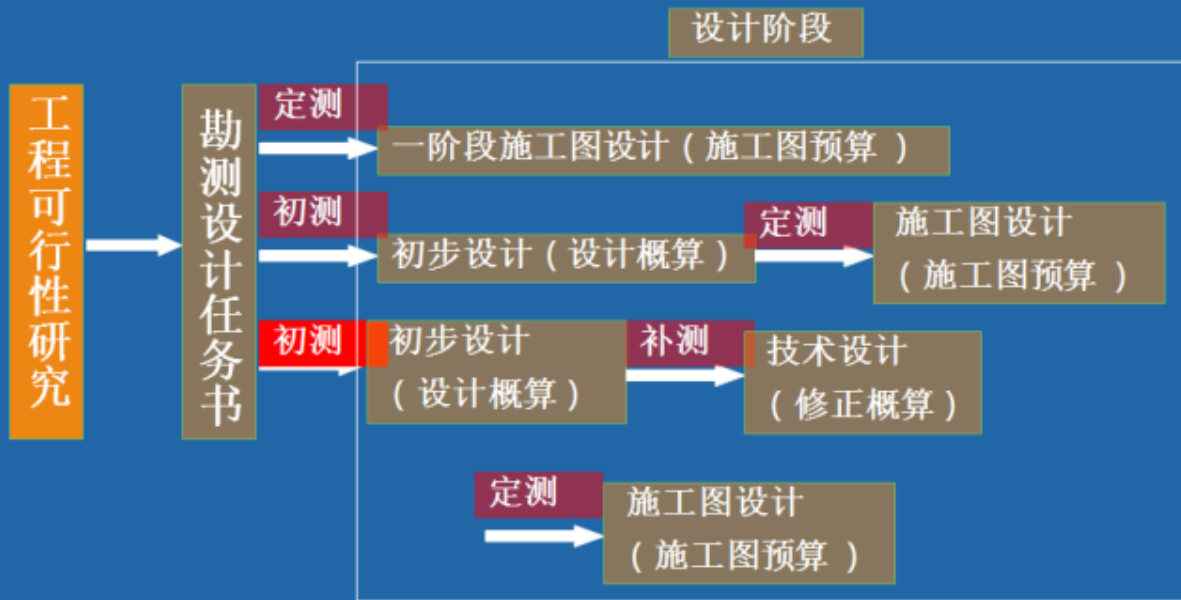 设计阶段
工程可行性研究
勘测设计任务书
定测
一阶段施工图设计（施工图预算）
初测
初步设计（设计概算）
定测
施工图设计
（施工图预算）
初测
初步设计
（设计概算）
补测
技术设计
（修正概算）
定测
施工图设计
（施工图预算）